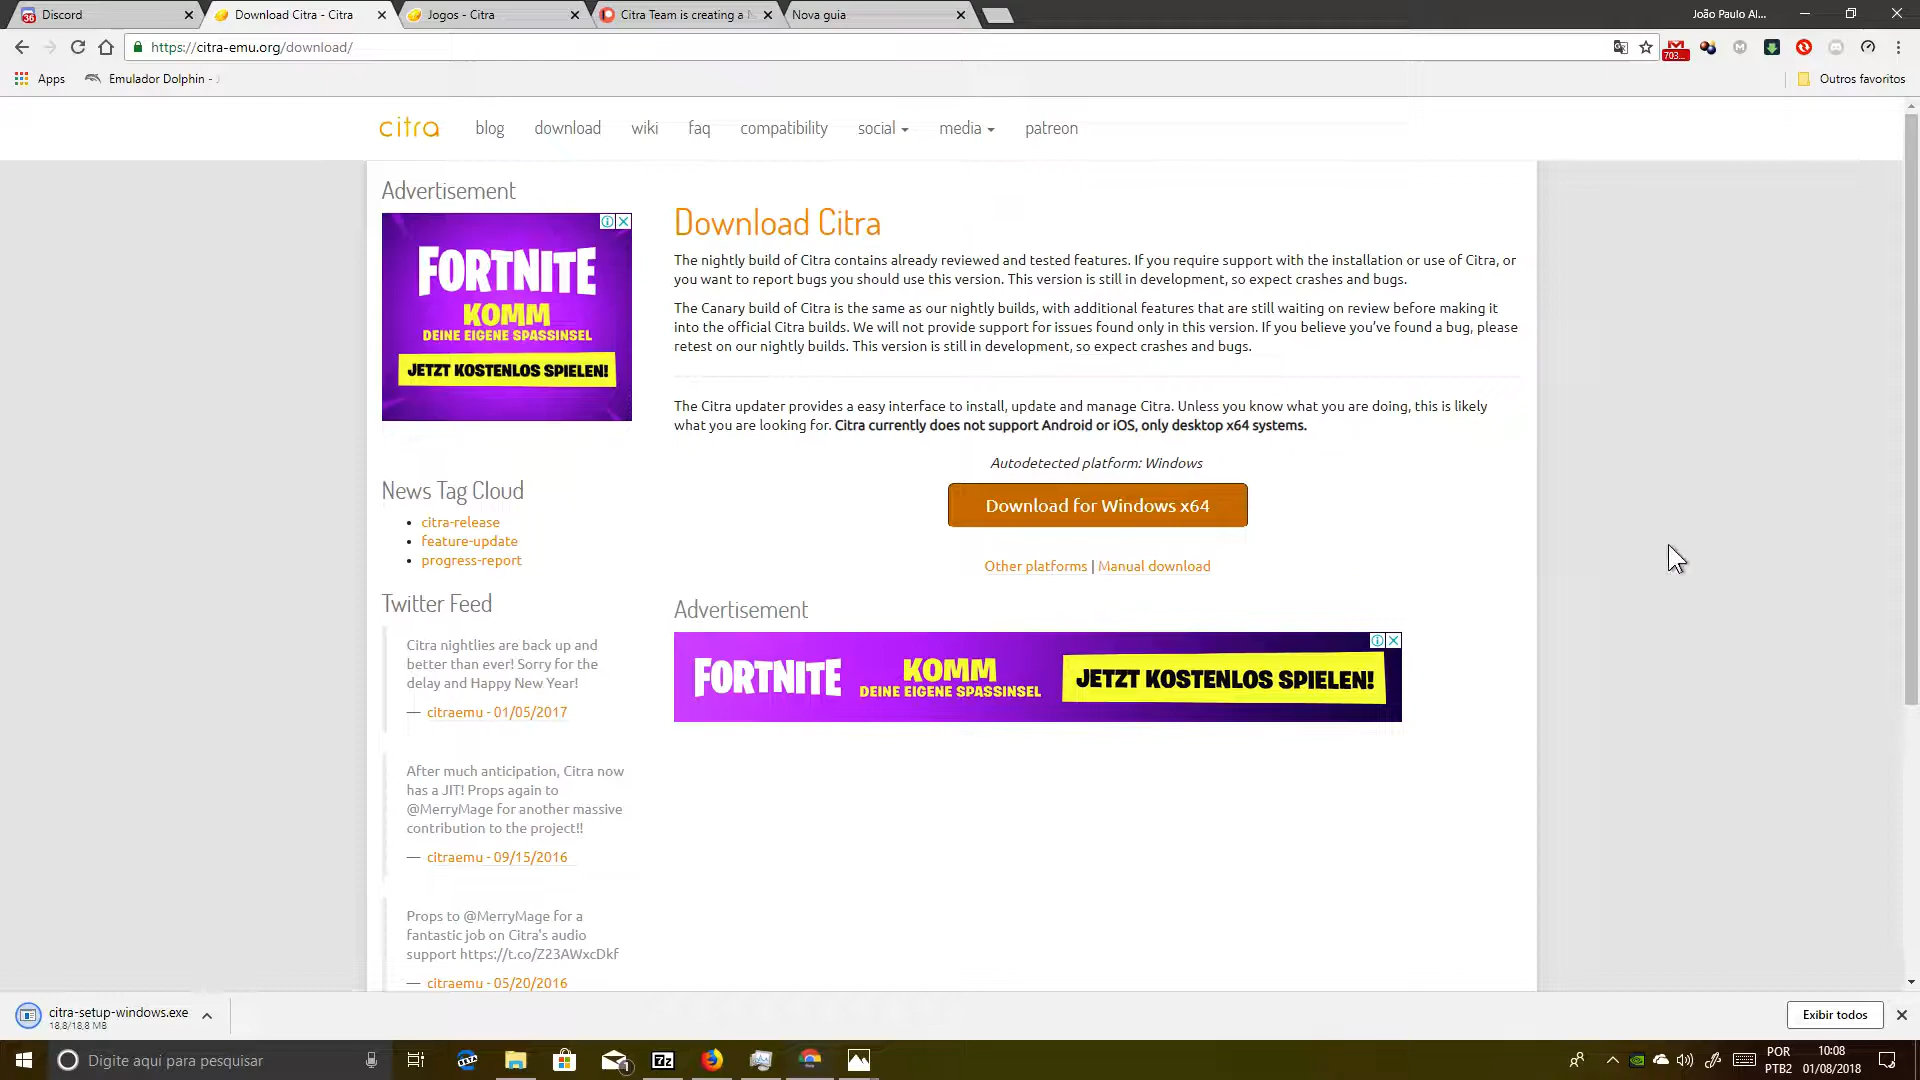 36 Discord
Download Citra - Citra
Jogos - Citra
Citra Team is creating a
Nova guia
João Paulo Al...
https://citra-emu.org/download/
703...
Apps
Emulador Dolphin -
Outros favoritos
citra
blog
download
wiki
faq
compatibility
social
media
patreon
Advertisement
FORTNITE
KOMM
DEINE EIGENE SPASSINSEL
JETZT KOSTENLOS SPIELEN!
Download Citra
The nightly build of Citra contains already reviewed and tested features. If you require support with the installation or use of Citra, or
you want to report bugs you should use this version. This version is still in development, so expect crashes and bugs.
The Canary build of Citra is the same as our nightly builds, with additional features that are still waiting on review before making it
into the official Citra builds. We will not provide support for issues found only in this version. If you believe you've found a bug, please
retest on our nightly builds. This version is still in development, so expect crashes and bugs.
The Citra updater provides a easy interface to install, update and manage Citra. Unless you know what you are doing, this is likely
what you are looking for. Citra currently does not support Android or iOS, only desktop x64 systems.
Autodetected platform: Windows
Download for Windows x64
Other platforms | Manual download
Advertisement
FORTNITE
KOMM
DEINE EIGENE SPASSINSEL
JETZT KOSTENLOS SPIELEN!
News Tag Cloud
citra-release
feature-update
progress-report
Twitter Feed
Citra nightlies are back up and
better than ever! Sorry for the
delay and Happy New Year!
— citraemu - 01/05/2017
After much anticipation, Citra now
has a JIT! Props again to
@MerryMage for another massive
contribution to the project!!
— citraemu - 09/15/2016
Props to @MerryMage for a
fantastic job on Citra's audio
support https://t.co/Z23AWxcDkf
— citraemu - 05/20/2016
citra-setup-windows.exe
18,8/18,8 MB
Exibir todos
Digite aqui para pesquisar
1
7z
POR
PTB2
10:08
01/08/2018